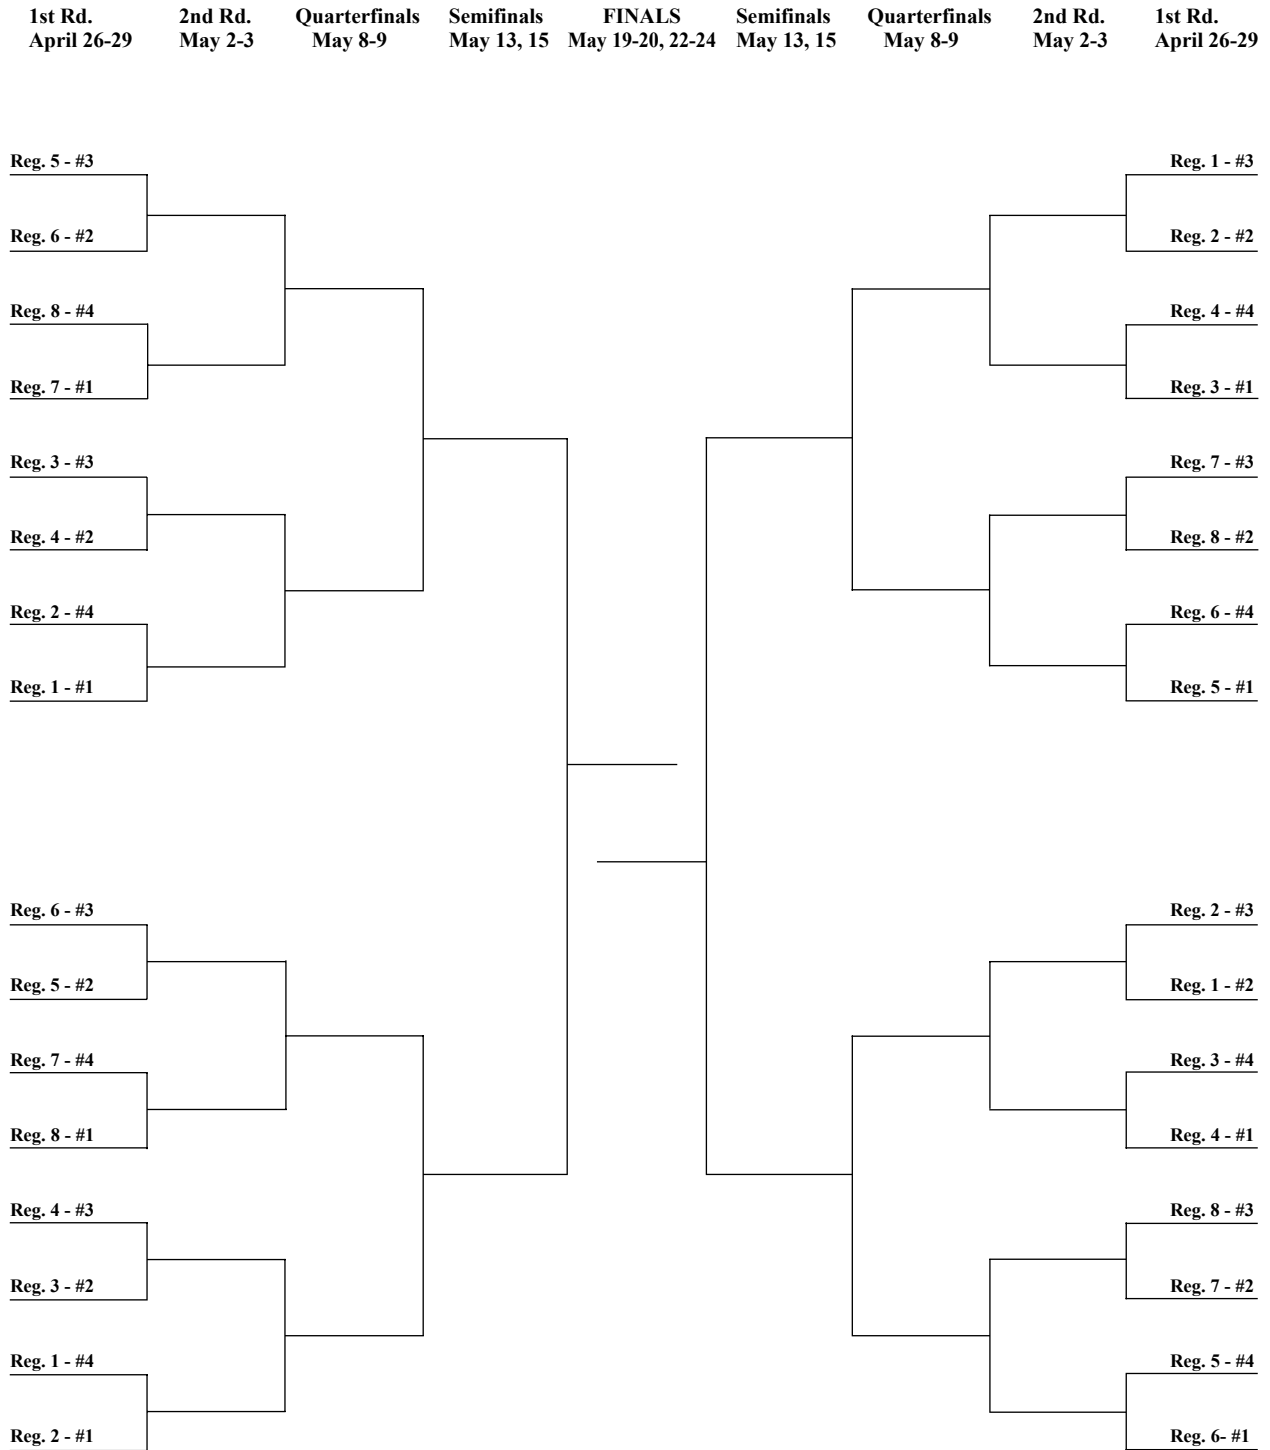 1st Rd. 2nd Rd. Quarterfinals Semifinals FINALS Semifinals Quarterfinals 2nd Rd. 1st Rd.
April 26-29 May 2-3 May 8-9 May 13, 15 May 19-20, 22-24 May 13, 15 May 8-9 May 2-3 April 26-29
Reg. 5 - #3 Reg. 1 - #3
Reg. 6 - #2 Reg. 2 - #2
Reg. 8 - #4 Reg. 4 - #4
Reg. 7 - #1 Reg. 3 - #1
Reg. 3 - #3 Reg. 7 - #3
Reg. 4 - #2 Reg. 8 - #2
Reg. 2 - #4 Reg. 6 - #4
Reg. 1 - #1 Reg. 5 - #1
Reg. 6 - #3 Reg. 2 - #3
Reg. 5 - #2 Reg. 1 - #2
Reg. 7 - #4 Reg. 3 - #4
Reg. 8 - #1 Reg. 4 - #1
Reg. 4 - #3 Reg. 8 - #3
Reg. 3 - #2 Reg. 7 - #2
Reg. 1 - #4 Reg. 5 - #4
Reg. 2 - #1 Reg. 6- #1